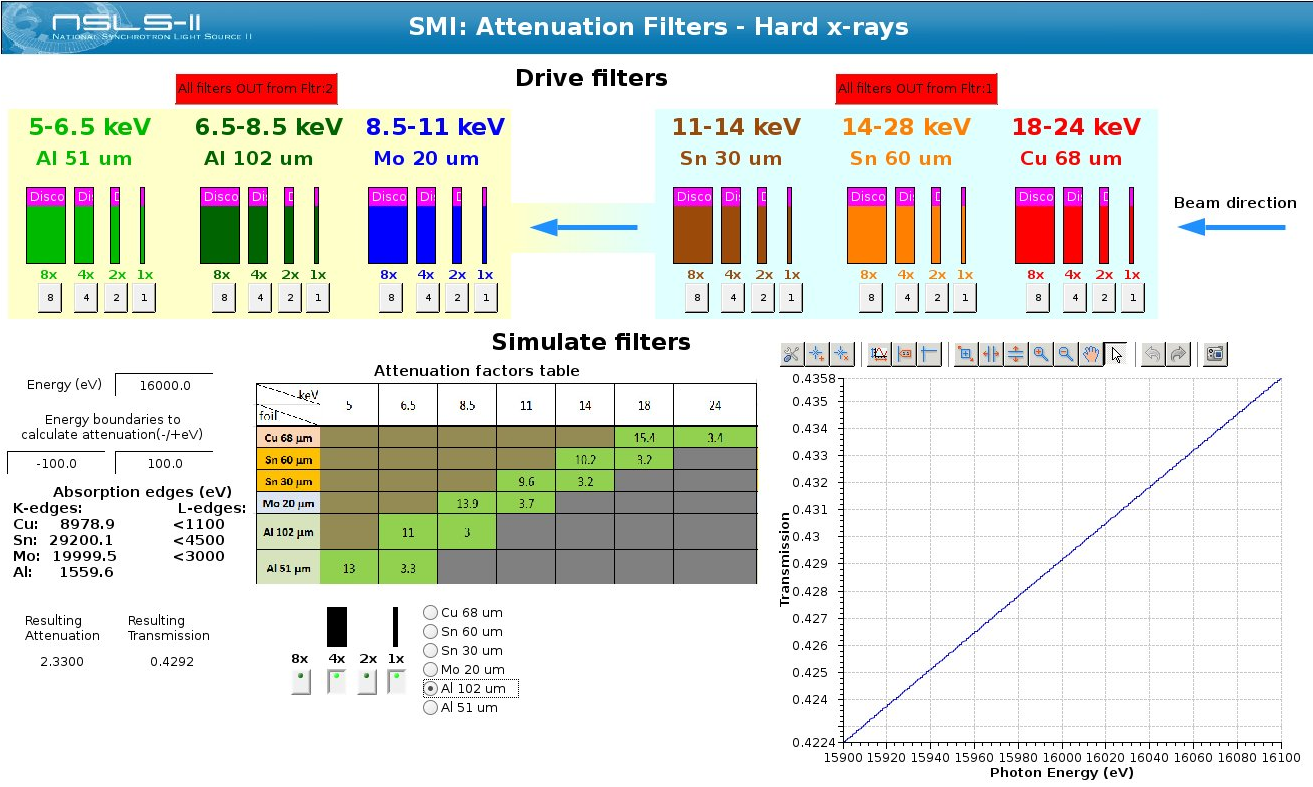 NSLS-II
National Synchrotron Light Source II
SMI: Attenuation Filters - Hard x-rays
Drive filters
All filters OUT from Fltr:2
All filters OUT from Fltr:1
5-6.5 keV
6.5-8.5 keV
8.5-11 keV
11-14 keV
14-28 keV
18-24 keV
Al 51 um
Al 102 um
Mo 20 um
Sn 30 um
Sn 60 um
Cu 68 um
Disco Di D
Disco Di D
Disco Di D
Disco Di D
Disco Di D
Disco Di D
Beam direction
Beam direction
8x 4x 2x 1x
8x 4x 2x 1x
8x 4x 2x 1x
8x 4x 2x 1x
8x 4x 2x 1x
8x 4x 2x 1x
8 4 2 1
8 4 2 1
8 4 2 1
8 4 2 1
8 4 2 1
8 4 2 1
Simulate filters
Energy (eV) 16000.0
Energy boundaries to
calculate attenuation(-/+eV)
-100.0 100.0
Absorption edges (eV)
K-edges: L-edges:
Cu: 8978.9 <1100
Sn: 29200.1 <4500
Mo: 19999.5 <3000
Al: 1559.6
Resulting Resulting
Attenuation Transmission
2.3300 0.4292
Attenuation factors table
keV
foil
5 6.5 8.5 11 14 18 24
Cu 68 μm 15.4 3.4
Sn 60 μm 10.2 3.2
Sn 30 μm 9.6 3.2
Mo 20 μm 13.9 3.7
Al 102 μm 11 3
Al 51 μm 13 3.3
8x 4x 2x 1x
Cu 68 um
Sn 60 um
Sn 30 um
Mo 20 um
Al 102 um
Al 51 um
Transmission
0.4358
0.435
0.434
0.433
0.432
0.431
0.43
0.429
0.428
0.427
0.426
0.425
0.424
0.4224
15900 15920 15940 15960 15980 16000 16020 16040 16060 16080 16100
Photon Energy (eV)